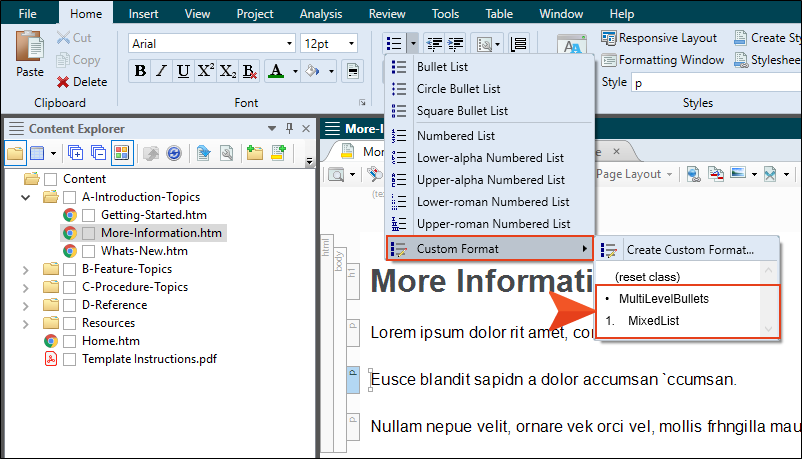 File Home Insert View Project Analysis Review Tools Table Window Help
Paste
Cut
Copy
Delete
Clipboard
Arial 12pt
B I U X² X₂ B A
Font
Responsive Layout Create Sty
Formatting Window Styleshee
Style p
Styles
Bullet List
Circle Bullet List
Square Bullet List
Numbered List
Lower-alpha Numbered List
Upper-alpha Numbered List
Lower-roman Numbered List
Upper-roman Numbered List
Custom Format
Create Custom Format...
(reset class)
• MultiLevelBullets
1. MixedList
Content Explorer
Content
A-Introduction-Topics
Getting-Started.htm
More-Information.htm
Whats-New.htm
B-Feature-Topics
C-Procedure-Topics
D-Reference
Resources
Home.htm
Template Instructions.pdf
More-I
Mo
Page Layout
html
body
h1
More Informati
p
Lorem ipsum dolor rit amet, co
p
Eusce blandit sapidn a dolor accumsan `ccumsan.
p
Nullam nepue velit, ornare vek orci vel, mollis frhngilla mau